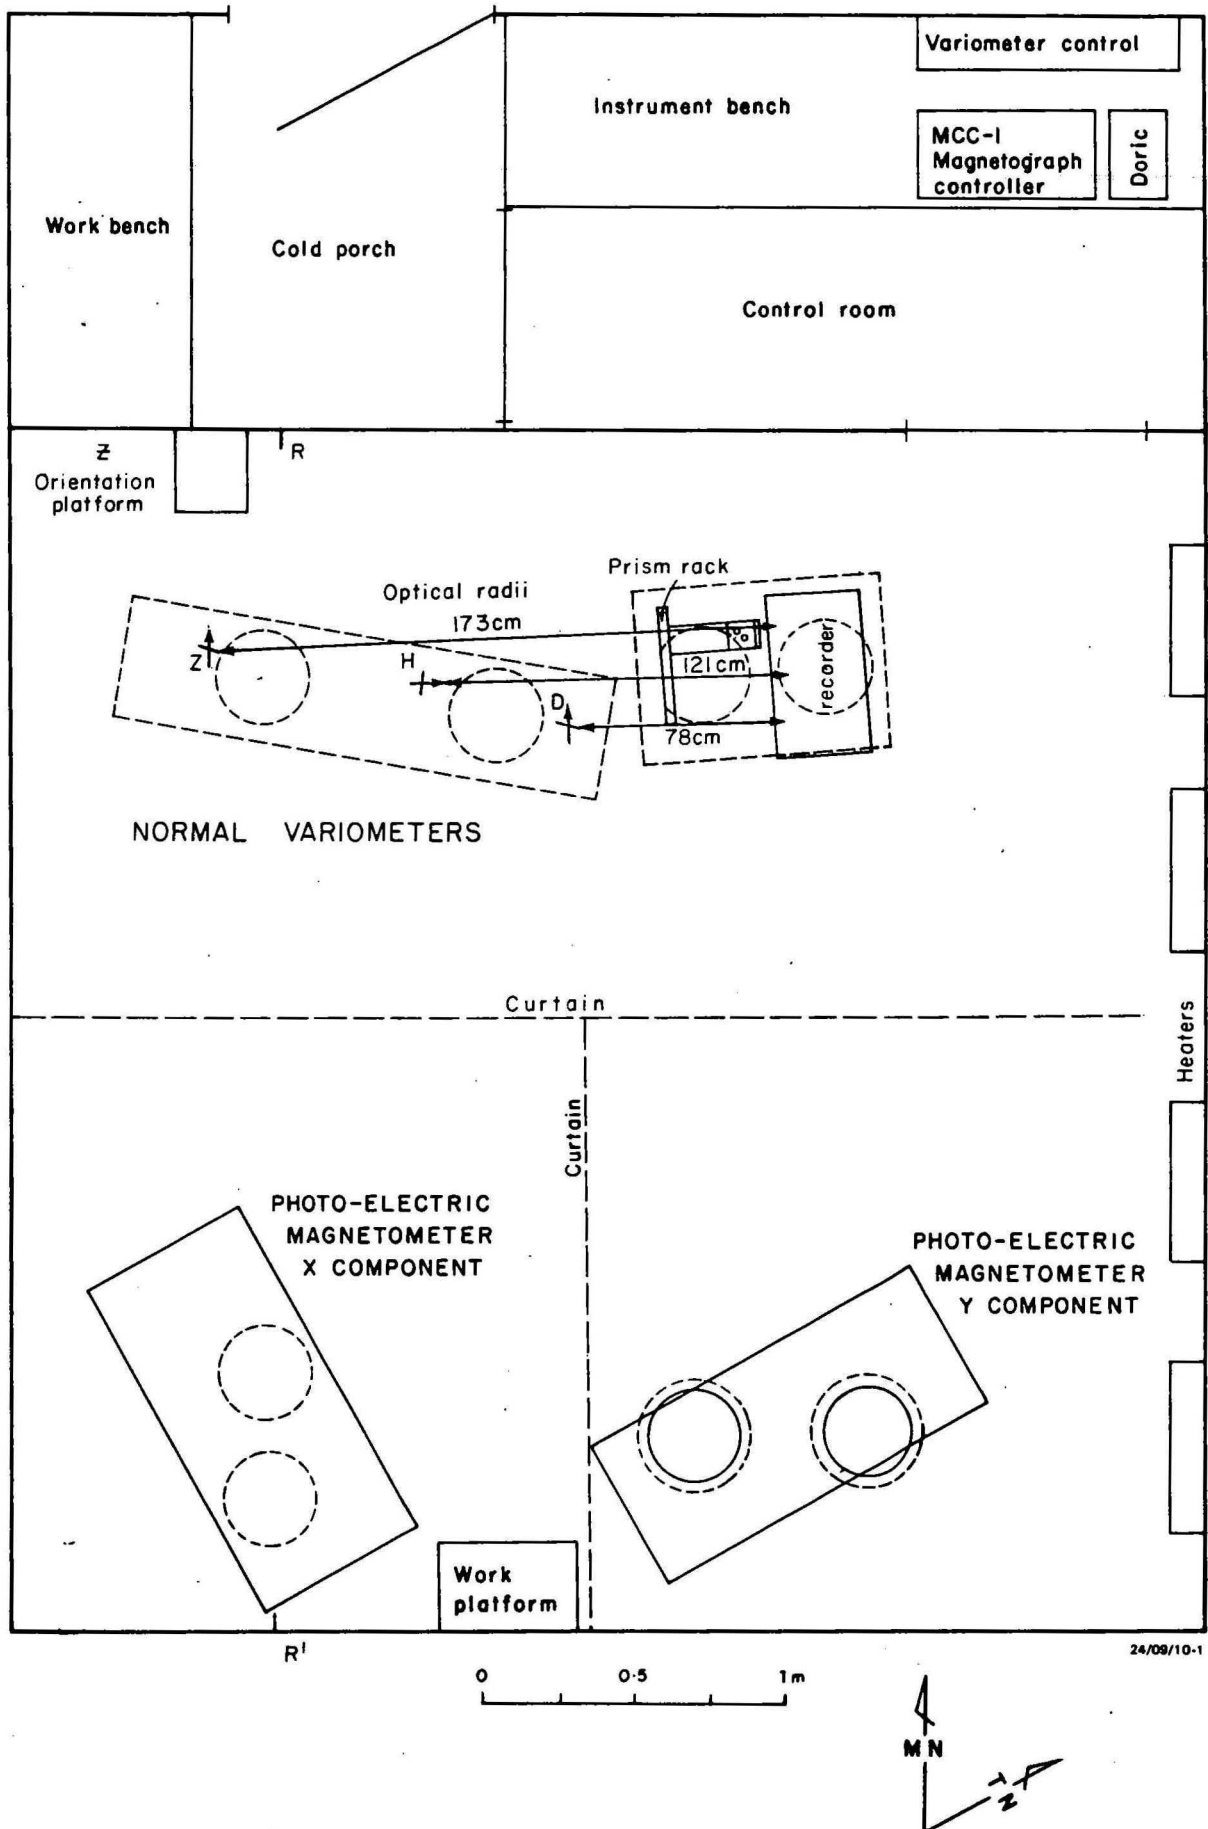 Variometer control
Instrument bench
MCC-1
Magnetograph
controller
Doric
Work bench
Cold porch
Control room
Z
Orientation
platform
R
Prism rack
Optical radii
173cm
Z
H
121cm
recorder
D
78cm
NORMAL VARIOMETERS
Curtain
Heaters
Curtain
PHOTO-ELECTRIC
MAGNETOMETER
X COMPONENT
PHOTO-ELECTRIC
MAGNETOMETER
Y COMPONENT
Work
platform
R'
24/09/10-1
0 0·5 1m
MN
TN